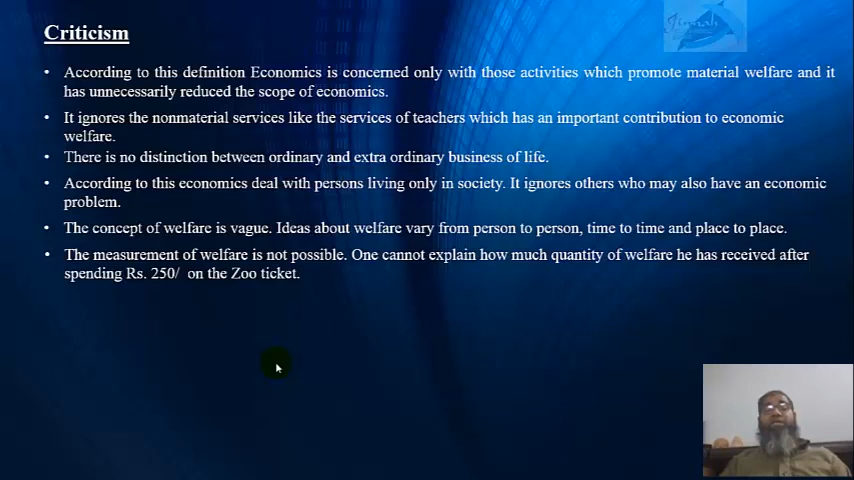 Criticism
Jinnah
• According to this definition Economics is concerned only with those activities which promote material welfare and it
has unnecessarily reduced the scope of economics.
• It ignores the nonmaterial services like the services of teachers which has an important contribution to economic
welfare.
• There is no distinction between ordinary and extra ordinary business of life.
• According to this economics deal with persons living only in society. It ignores others who may also have an economic
problem.
• The concept of welfare is vague. Ideas about welfare vary from person to person, time to time and place to place.
• The measurement of welfare is not possible. One cannot explain how much quantity of welfare he has received after
spending Rs. 250/ on the Zoo ticket.